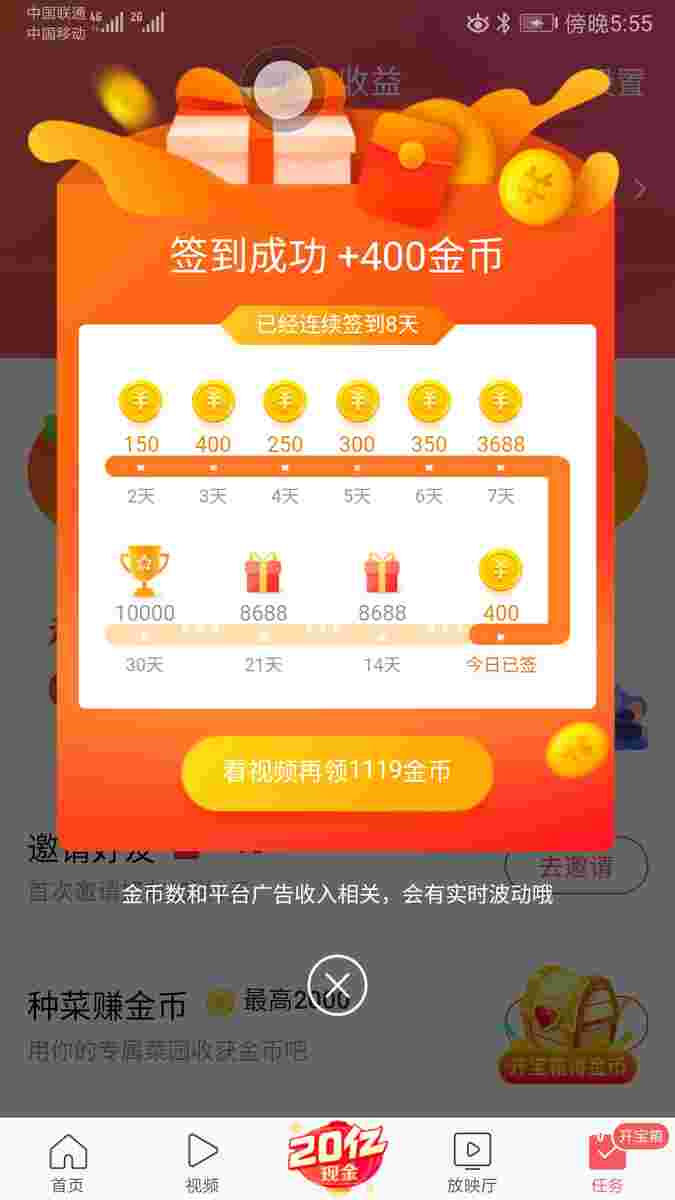 中国联通 4G 2G
中国移动
傍晚5:55
收益
设置
签到成功 +400金币
已经连续签到8天
150 400 250 300 350 3688
2天 3天 4天 5天 6天 7天
10000 8688 8688 400
30天 21天 14天 今日已签
看视频再领1119金币
邀请好友
去邀请
首次邀请
金币数和平台广告收入相关，会有实时波动哦
种菜赚金币 最高2000
用你的专属菜园收获金币吧
开宝箱得金币
20亿
现金
开宝箱
首页 视频 放映厅 任务